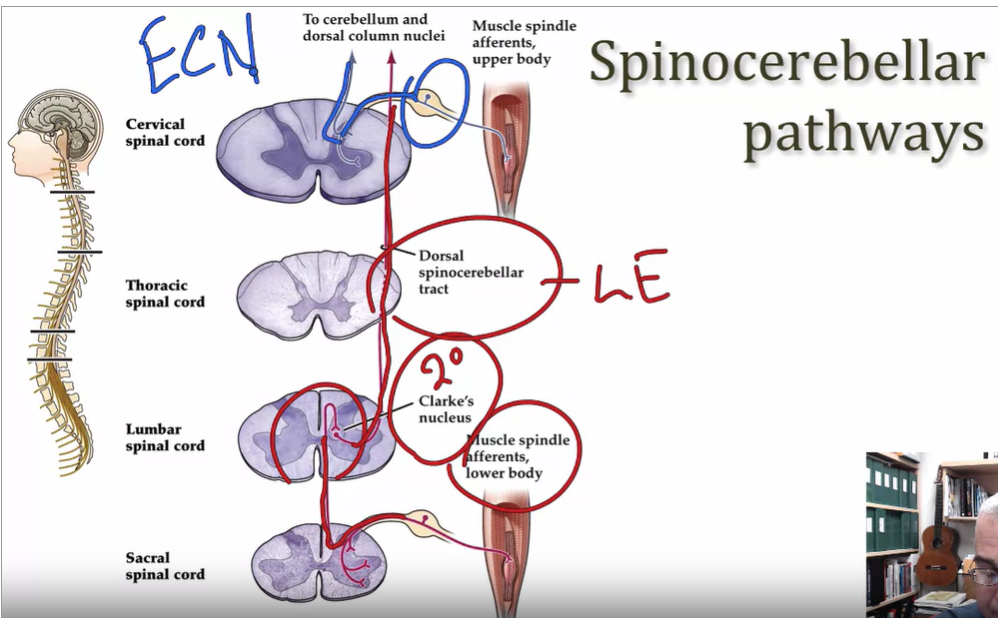 ECN
To cerebellum and
dorsal column nuclei
Muscle spindle
afferents,
upper body
Spinocerebellar
pathways
Cervical
spinal cord
Dorsal
spinocerebellar
tract
LE
Thoracic
spinal cord
2º
Clarke's
nucleus
Lumbar
spinal cord
Muscle spindle
afferents,
lower body
Sacral
spinal cord